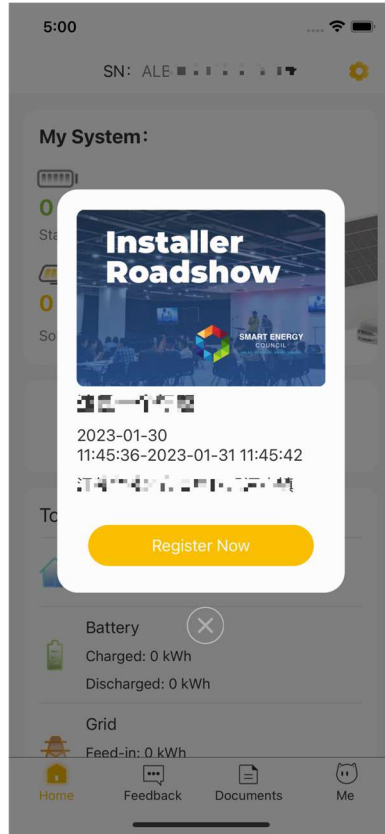 5:00
SN: ALB
My System:
0
Sta
0
So
Installer
Roadshow
SMART ENERGY
COUNCIL
2023-01-30
11:45:36-2023-01-31 11:45:42
Register Now
To
Battery
Charged: 0 kWh
Discharged: 0 kWh
Grid
Feed-in: 0 kWh
Home
Feedback
Documents
Me